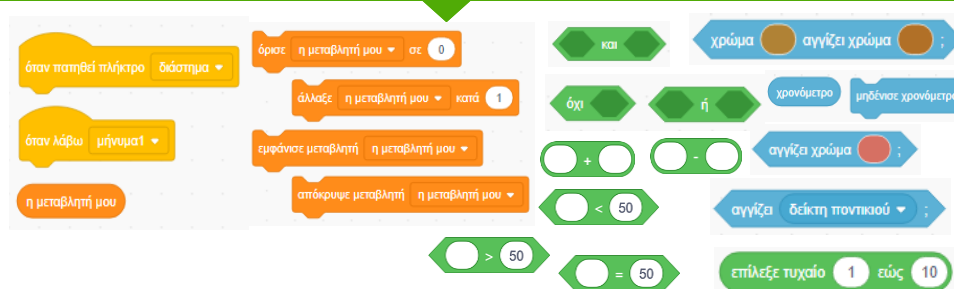 όταν πατηθεί πλήκτρο διάστημα
όταν λάβω μήνυμα1
η μεταβλητή μου
όρισε η μεταβλητή μου σε 0
άλλαξε η μεταβλητή μου κατά 1
εμφάνισε μεταβλητή η μεταβλητή μου
απόκρυψε μεταβλητή η μεταβλητή μου
και
όχι
ή
+
-
< 50
> 50
= 50
χρώμα αγγίζει χρώμα ;
χρονόμετρο
μηδένισε χρονόμετρο
αγγίζει χρώμα ;
αγγίζει δείκτη ποντικιού ;
επίλεξε τυχαίο 1 εώς 10